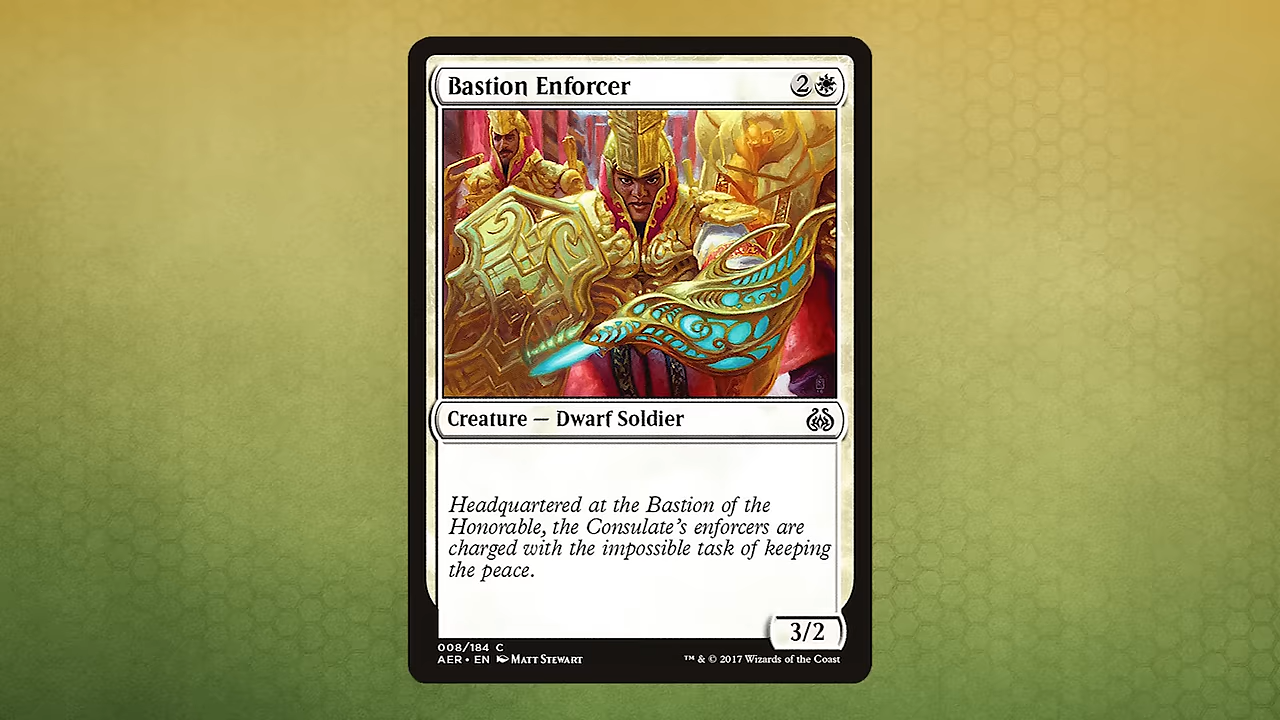 Bastion Enforcer
2
Creature — Dwarf Soldier
Headquartered at the Bastion of the
Honorable, the Consulate's enforcers are
charged with the impossible task of keeping
the peace.
3/2
008/184 C
AER • EN Matt Stewart
™ & © 2017 Wizards of the Coast